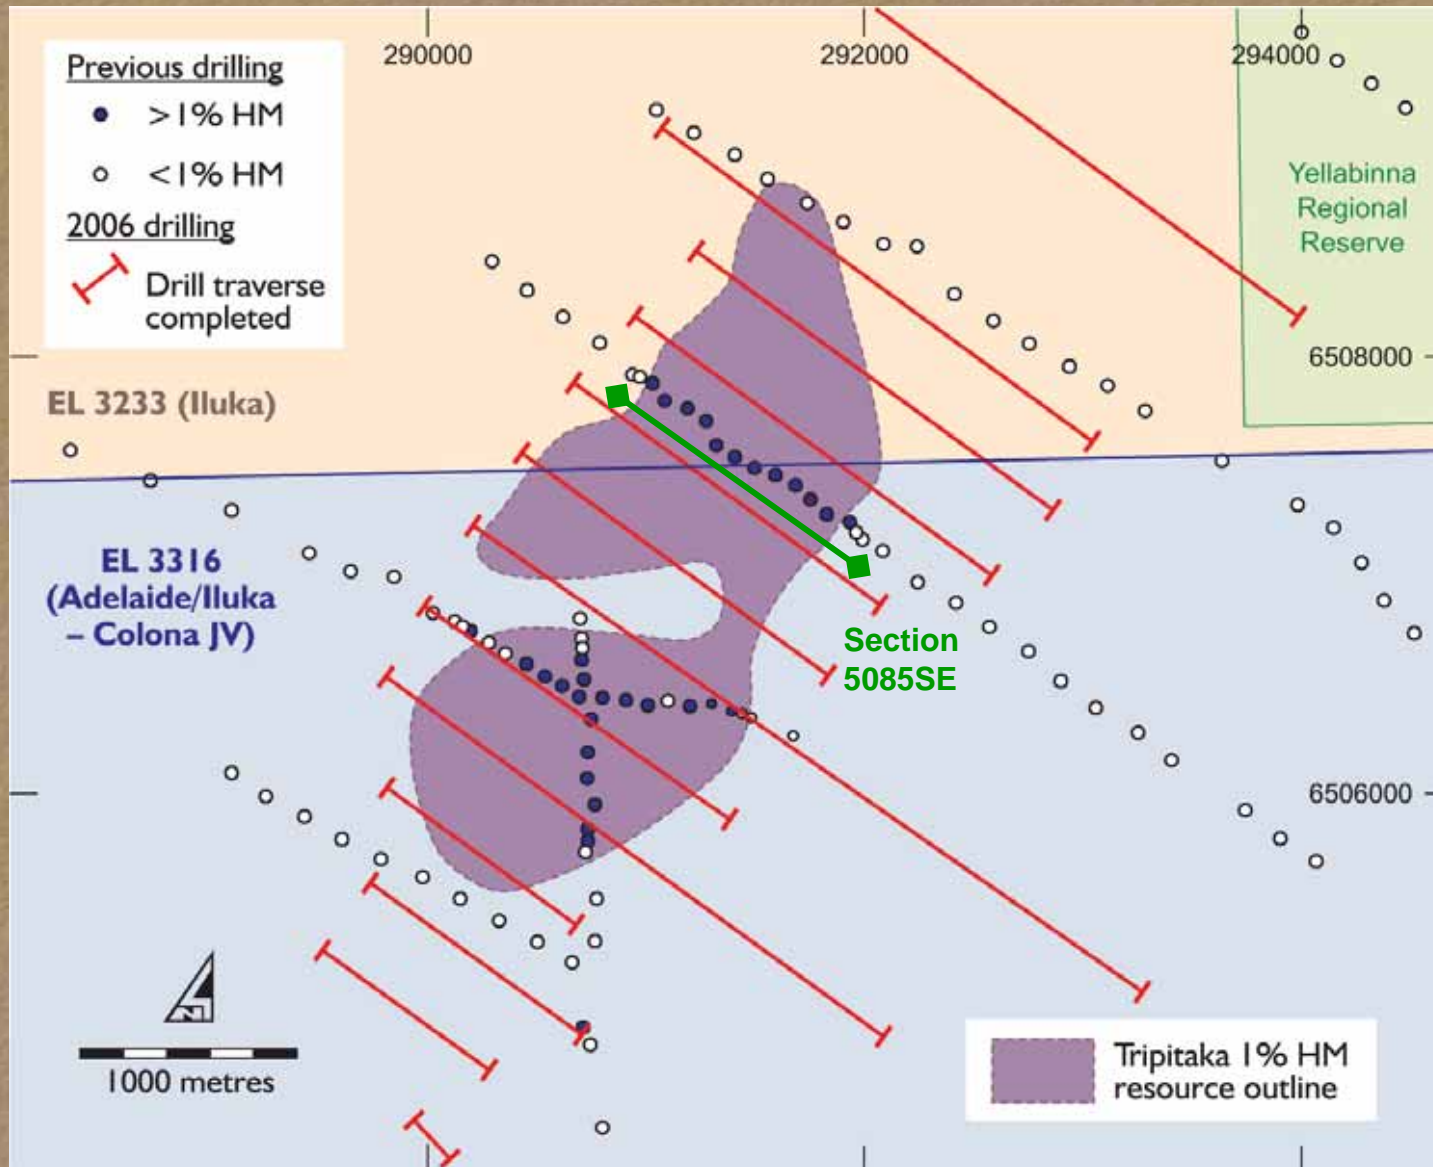 290000
292000
294000
Previous drilling
>1% HM
<1% HM
2006 drilling
Drill traverse
completed
Yellabinna
Regional
Reserve
6508000
EL 3233 (Iluka)
EL 3316
(Adelaide/Iluka
– Colona JV)
Section
5085SE
6506000
N
1000 metres
Tripitaka 1% HM
resource outline